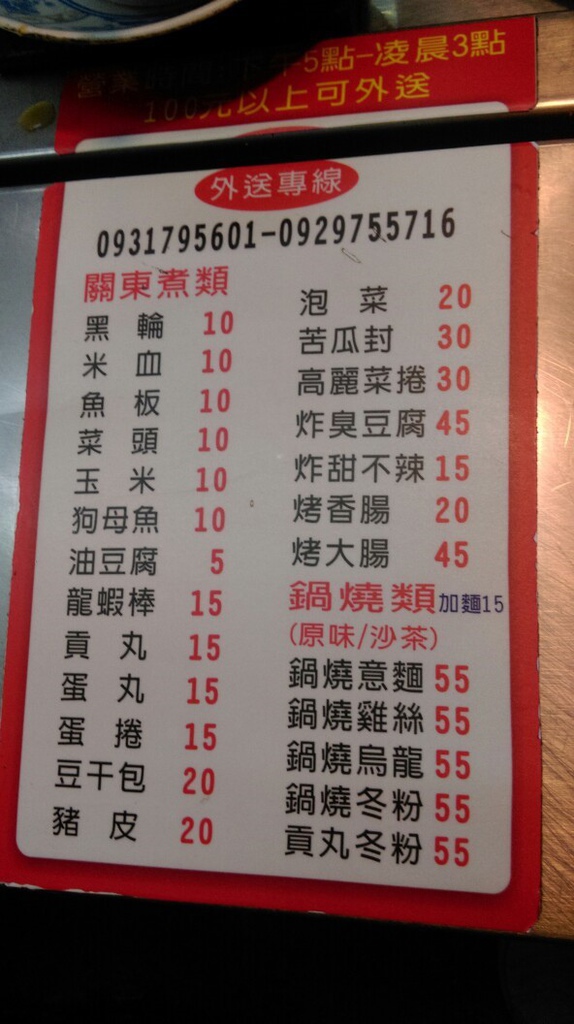 營業時間:下午5點-凌晨3點
100元以上可外送
外送專線
0931795601-0929755716
關東煮類
黑輪 10
米血 10
魚板 10
菜頭 10
玉米 10
狗母魚 10
油豆腐 5
龍蝦棒 15
貢丸 15
蛋丸 15
蛋捲 15
豆干包 20
豬皮 20
泡菜 20
苦瓜封 30
高麗菜捲 30
炸臭豆腐 45
炸甜不辣 15
烤香腸 20
烤大腸 45
鍋燒類加麵15
(原味/沙茶)
鍋燒意麵 55
鍋燒雞絲 55
鍋燒烏龍 55
鍋燒冬粉 55
貢丸冬粉 55